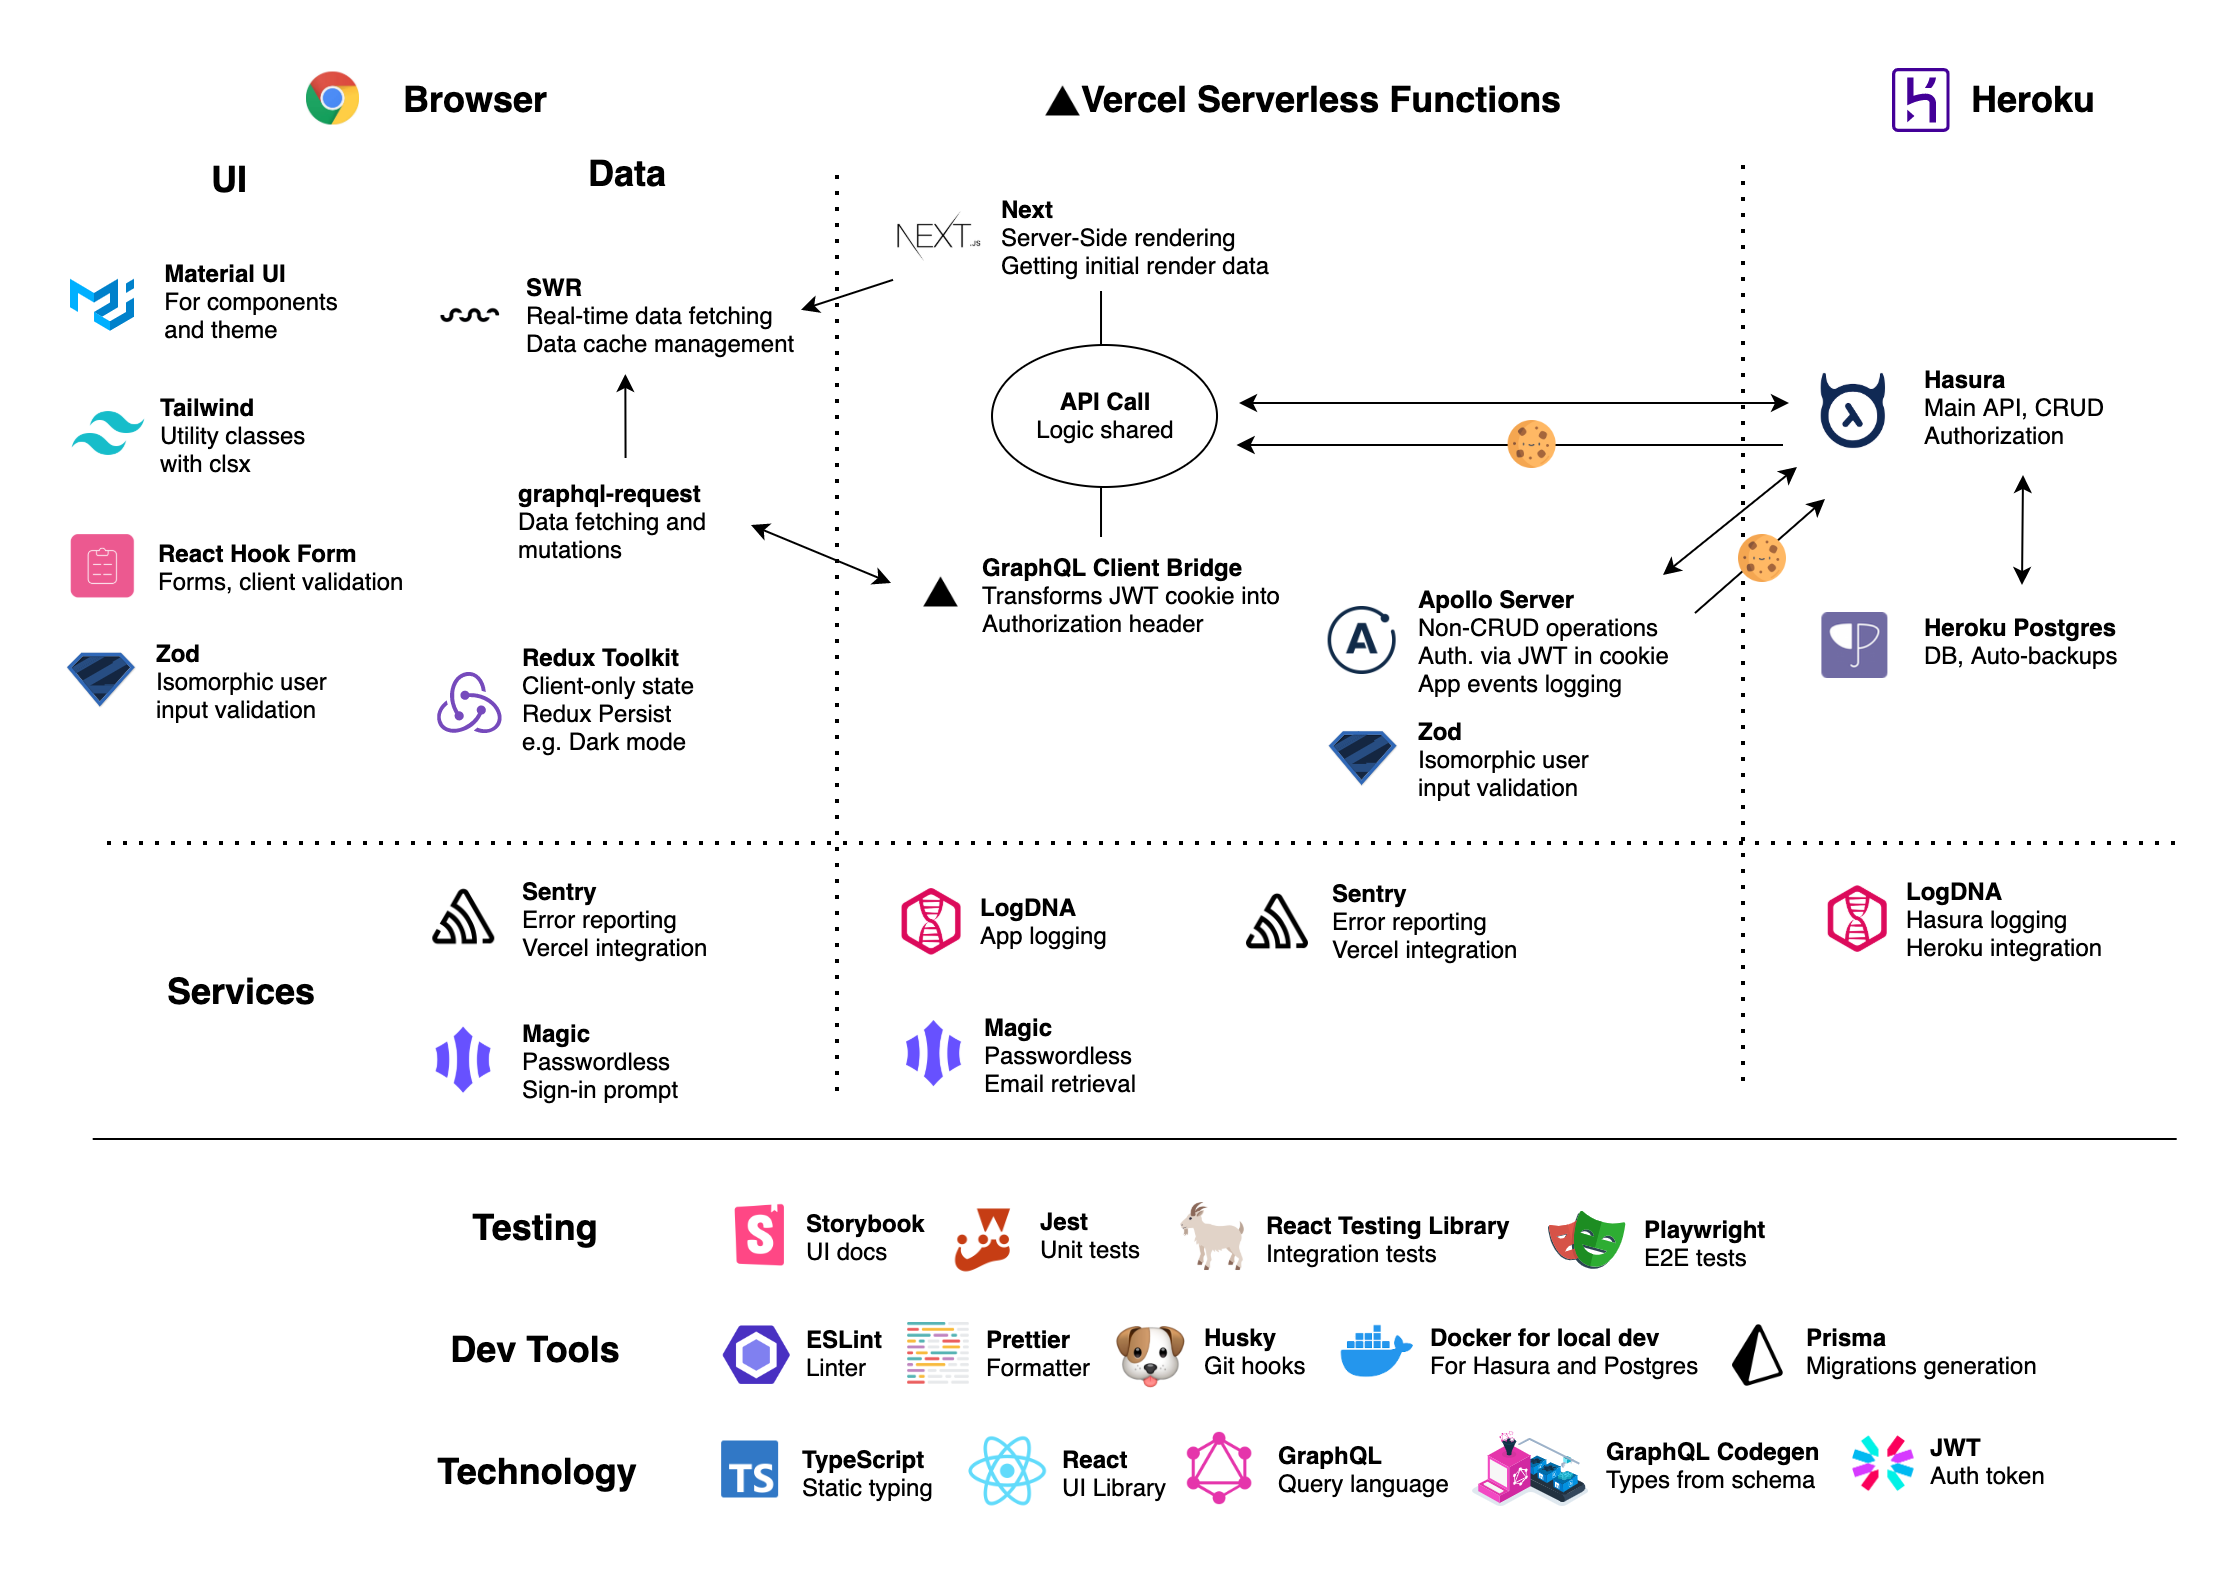 Browser
Vercel Serverless Functions
Heroku
UI
Data
Material UI
For components
and theme
Tailwind
Utility classes
with clsx
React Hook Form
Forms, client validation
Zod
Isomorphic user
input validation
SWR
Real-time data fetching
Data cache management
graphql-request
Data fetching and
mutations
Redux Toolkit
Client-only state
Redux Persist
e.g. Dark mode
NEXT.JS
Next
Server-Side rendering
Getting initial render data
API Call
Logic shared
GraphQL Client Bridge
Transforms JWT cookie into
Authorization header
A
Apollo Server
Non-CRUD operations
Auth. via JWT in cookie
App events logging
Zod
Isomorphic user
input validation
Hasura
Main API, CRUD
Authorization
Heroku Postgres
DB, Auto-backups
Services
Sentry
Error reporting
Vercel integration
Magic
Passwordless
Sign-in prompt
LogDNA
App logging
Sentry
Error reporting
Vercel integration
Magic
Passwordless
Email retrieval
LogDNA
Hasura logging
Heroku integration
Testing
S
Storybook
UI docs
Jest
Unit tests
React Testing Library
Integration tests
Playwright
E2E tests
Dev Tools
ESLint
Linter
Prettier
Formatter
Husky
Git hooks
Docker for local dev
For Hasura and Postgres
Prisma
Migrations generation
Technology
TS
TypeScript
Static typing
React
UI Library
GraphQL
Query language
GraphQL Codegen
Types from schema
JWT
Auth token